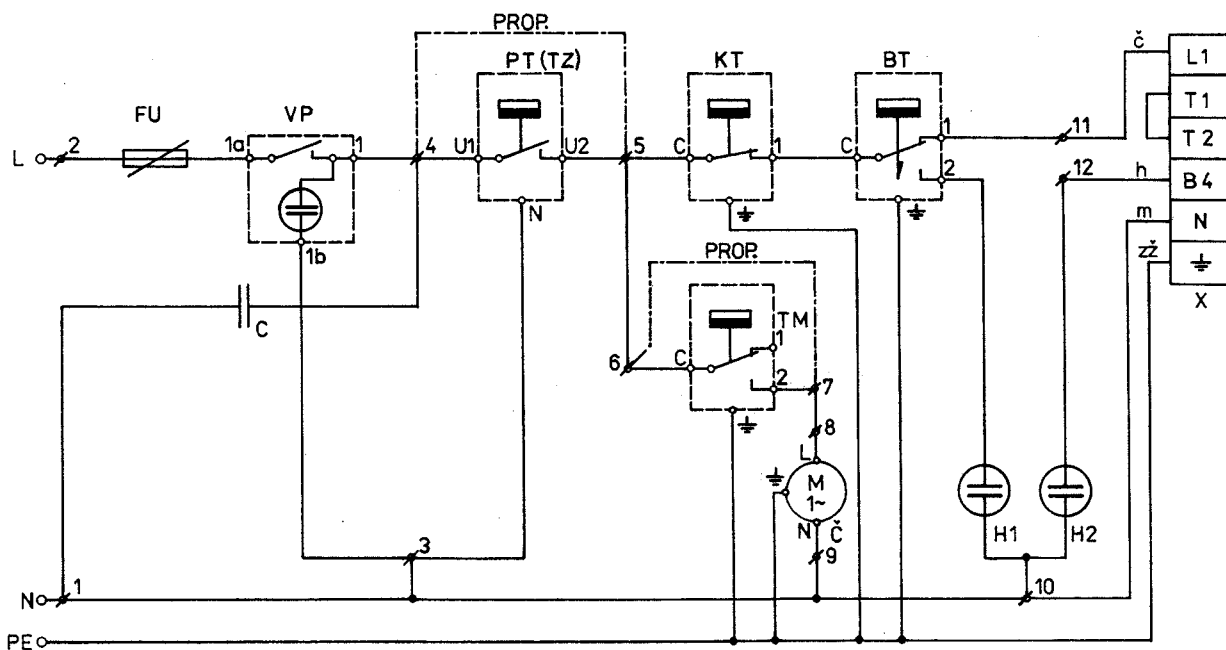 PROP.
č
L1
PT (TZ)
KT
BT
FU
VP
T1
1a
1
4
U1
U2
5
C
1
C
1
11
T2
L
2
2
12
h
B4
N
m
N
1b
PROP.
zž
X
C
TM
1
6
C
2
7
8
L
M
1~
N
Č
H1
H2
3
9
N
1
10
PE